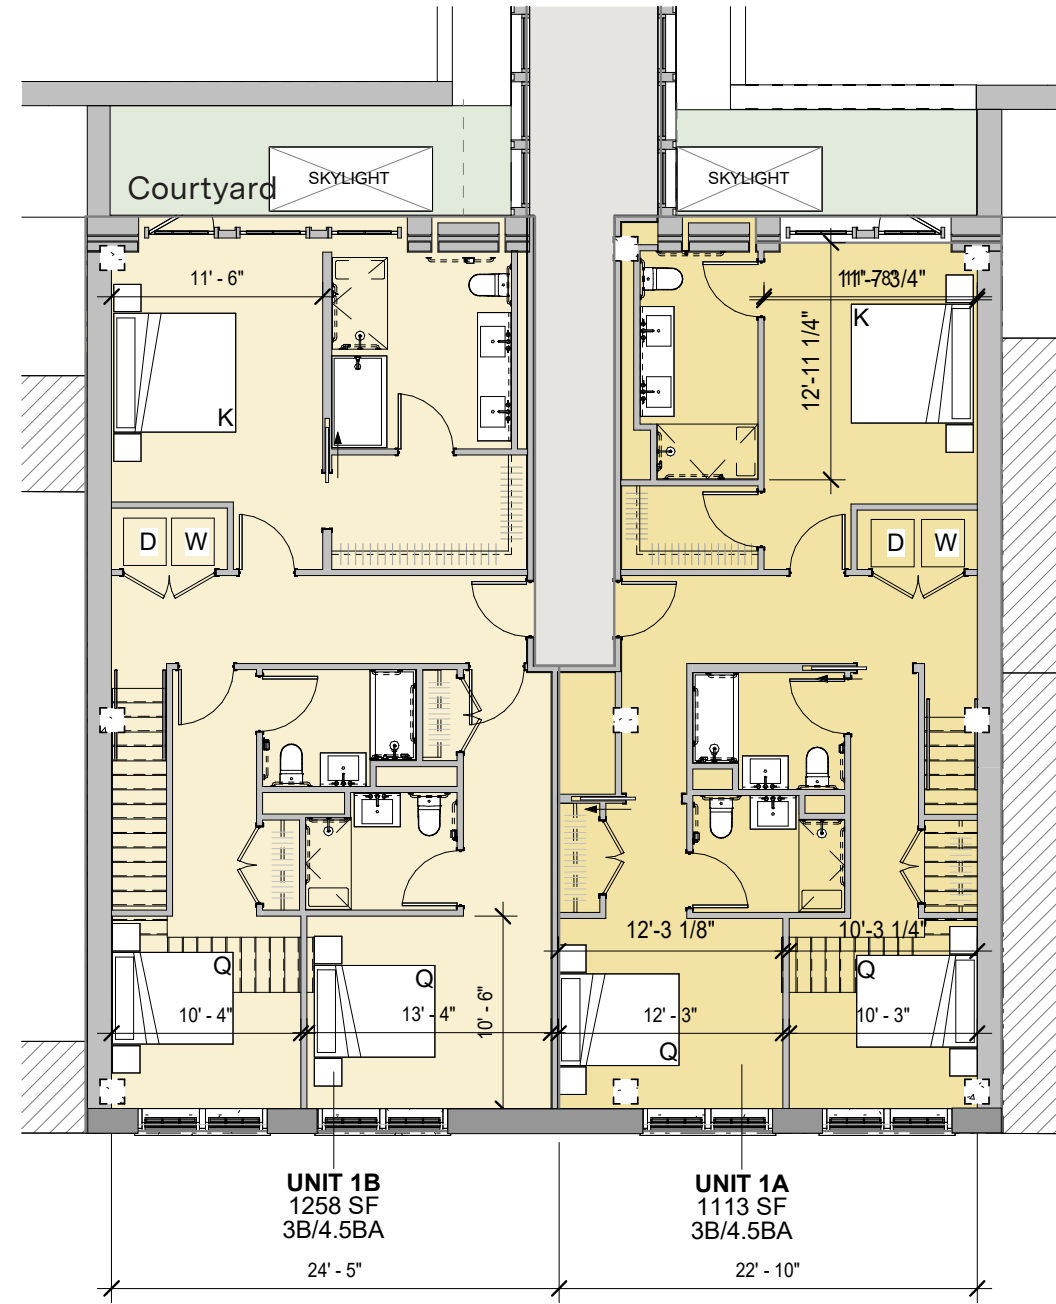 SKYLIGHT
SKYLIGHT
Courtyard
11' - 6"
12'-11 1/4"
K
K
D
W
D
W
12'-3 1/8"
10'-3 1/4"
Q
Q
Q
Q
10' - 4"
13' - 4"
10' - 6"
12' - 3"
10' - 3"
UNIT 1B
1258 SF
3B/4.5BA
UNIT 1A
1113 SF
3B/4.5BA
24' - 5"
22' - 10"